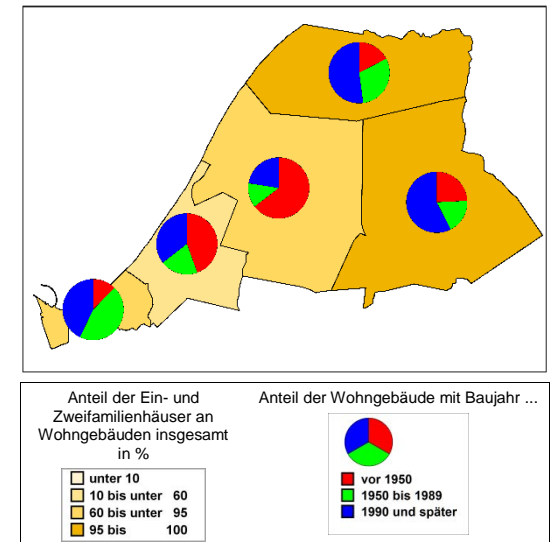 Anteil der Ein- und
Zweifamilienhäuser an
Wohngebäuden insgesamt
in %
unter 10
10 bis unter 60
60 bis unter 95
95 bis 100
Anteil der Wohngebäude mit Baujahr ...
vor 1950
1950 bis 1989
1990 und später